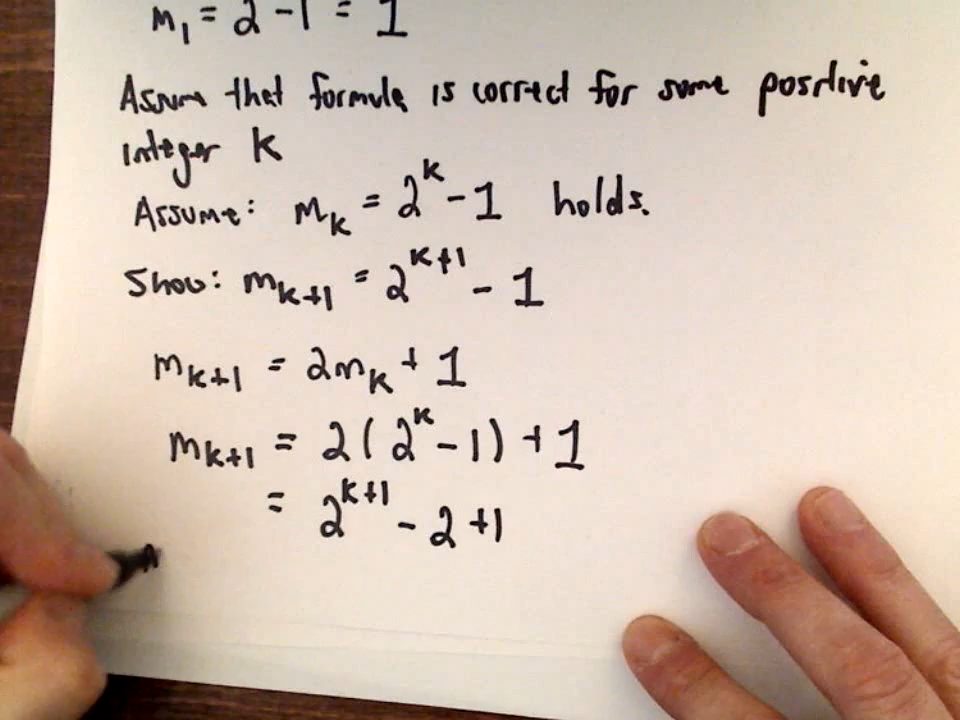 m₁ = 2 - 1 = 1
Assume that formula is correct for some positive
integer k
Assume: mₖ = 2ᵏ - 1 holds.
Show: mₖ₊₁ = 2ᵏ⁺¹ - 1
mₖ₊₁ = 2mₖ + 1
mₖ₊₁ = 2(2ᵏ - 1) + 1
= 2ᵏ⁺¹ - 2 + 1